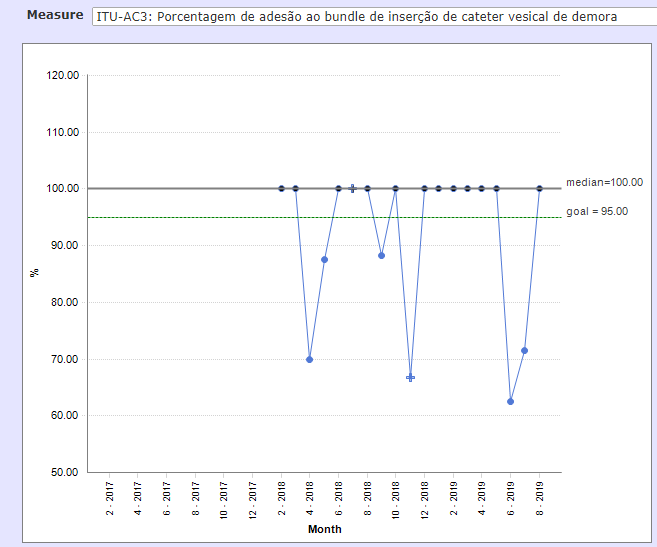 Measure ITU-AC3: Porcentagem de adesão ao bundle de inserção de cateter vesical de demora
120.00
110.00
100.00
median=100.00
goal = 95.00
90.00
%
80.00
70.00
60.00
50.00
2 - 2017
4 - 2017
6 - 2017
8 - 2017
10 - 2017
12 - 2017
2 - 2018
4 - 2018
6 - 2018
8 - 2018
10 - 2018
12 - 2018
2 - 2019
4 - 2019
6 - 2019
8 - 2019
Month